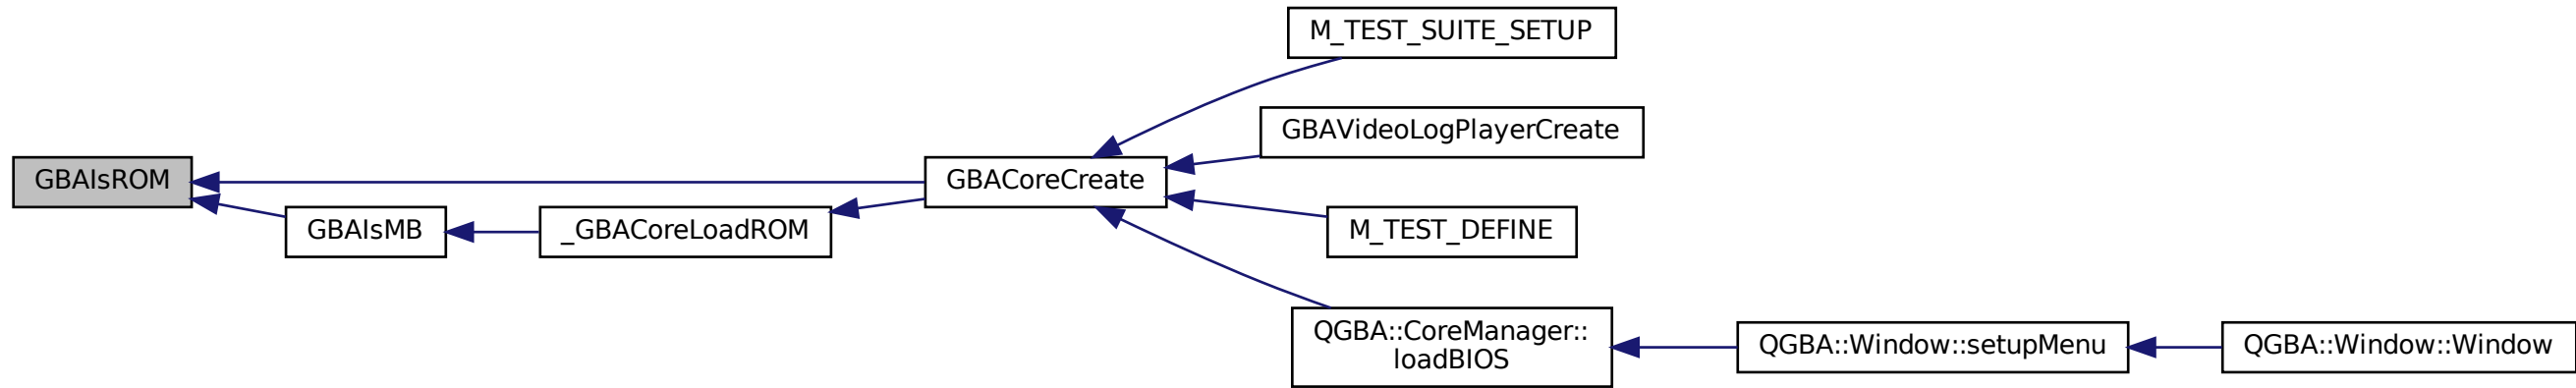 M_TEST_SUITE_SETUP
GBAVideoLogPlayerCreate
GBAIsROM
GBACoreCreate
GBAIsMB
_GBACoreLoadROM
M_TEST_DEFINE
QGBA::CoreManager::
loadBIOS
QGBA::Window::setupMenu
QGBA::Window::Window